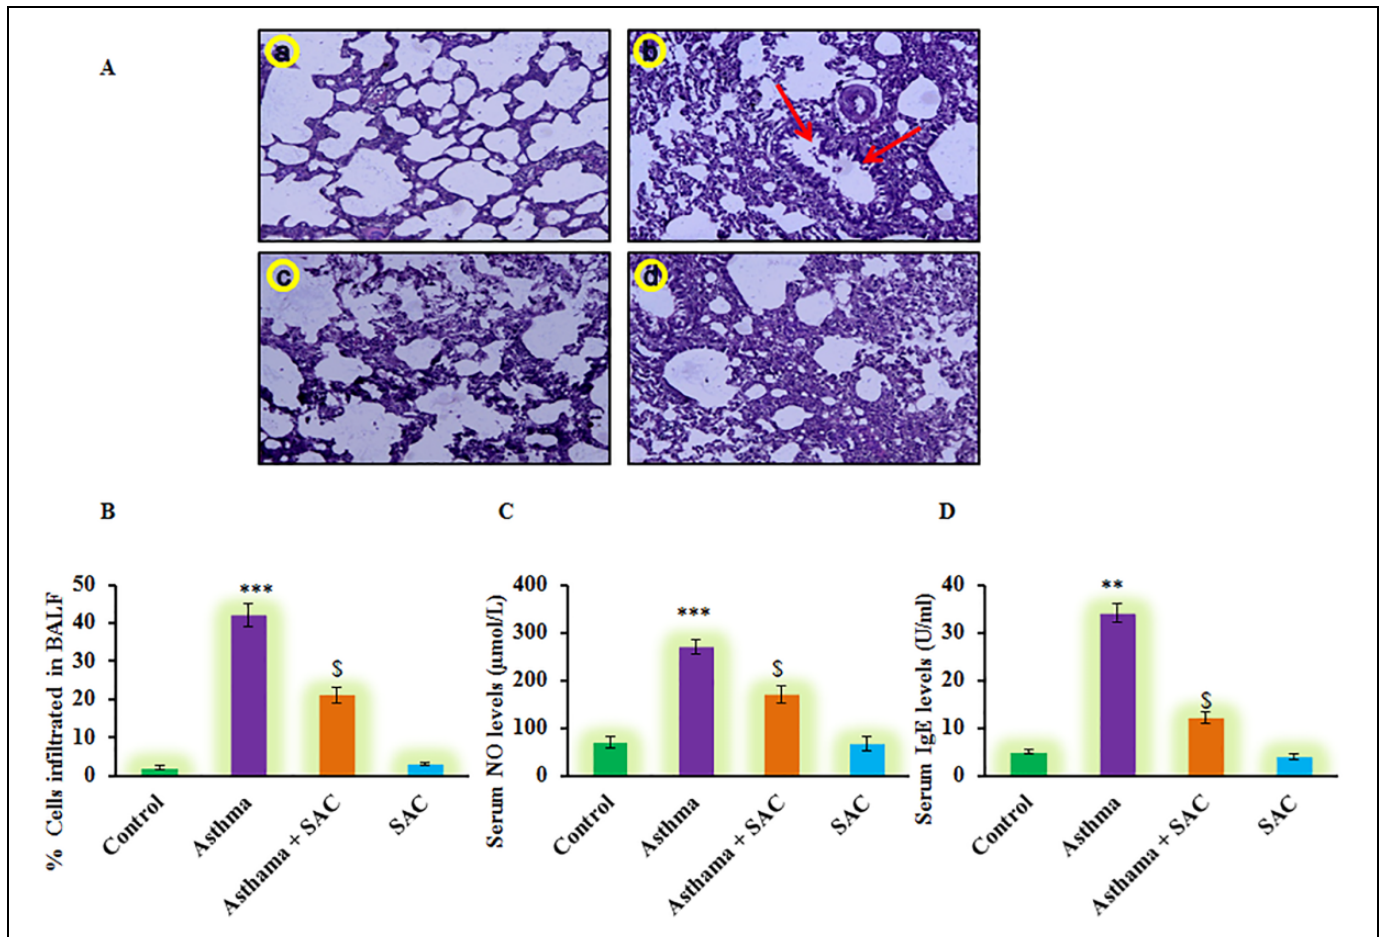 A
a
b
c
d
B
C
D
% Cells infiltrated in BALF
50
40
30
20
10
0
***
$
Control
Asthma
Asthama + SAC
SAC
Serum NO levels (µmol/L)
400
300
200
100
0
***
$
Control
Asthma
Asthama + SAC
SAC
Serum IgE levels (U/ml)
40
30
20
10
0
**
$
Control
Asthma
Asthama + SAC
SAC